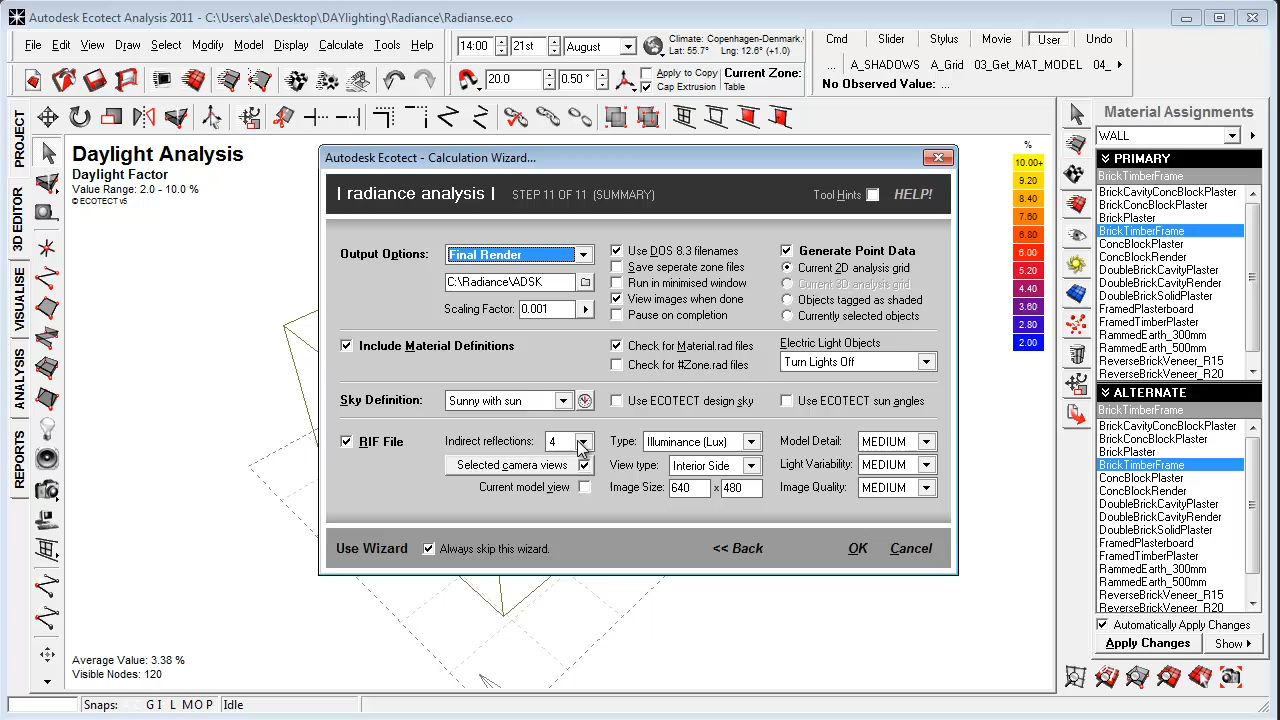 Autodesk Ecotect Analysis 2011 - C:\Users\ale\Desktop\DAYlighting\Radiance\Radianse.eco
File Edit View Draw Select Modify Model Display Calculate Tools Help
14:00 21st August
Climate: Copenhagen-Denmark.
Lat: 55.7° Lng: 12.6° (+1.0)
Cmd Slider Stylus Movie User Undo
... A_SHADOWS A_Grid 03_Get_MAT_MODEL 04_
No Observed Value: ...
20.0 0.50 °
Apply to Copy
Cap Extrusion
Current Zone:
Table
PROJECT
3D EDITOR
VISUALISE
ANALYSIS
REPORTS
Daylight Analysis
Daylight Factor
Value Range: 2.0 - 10.0 %
© ECOTECT v5
Autodesk Ecotect - Calculation Wizard...
| radiance analysis | STEP 11 OF 11 (SUMMARY)
Tool Hints HELP!
Output Options: Final Render
C:\Radiance\ADSK
Scaling Factor: 0.001
Use DOS 8.3 filenames
Save seperate zone files
Run in minimised window
View images when done
Pause on completion
Generate Point Data
Current 2D analysis grid
Current 3D analysis grid
Objects tagged as shaded
Currently selected objects
Include Material Definitions
Check for Material.rad files
Check for #Zone.rad files
Electric Light Objects
Turn Lights Off
Sky Definition: Sunny with sun
Use ECOTECT design sky
Use ECOTECT sun angles
RIF File
Indirect reflections: 4
Selected camera views
Current model view
Type: Illuminance (Lux)
View type: Interior Side
Image Size: 640 x 480
Model Detail: MEDIUM
Light Variability: MEDIUM
Image Quality: MEDIUM
Use Wizard Always skip this wizard.
<< Back OK Cancel
%
10.00+
9.20
8.40
7.60
6.80
6.00
5.20
4.40
3.60
2.80
2.00
Material Assignments
WALL
PRIMARY
BrickTimberFrame
BrickCavityConcBlockPlaster
BrickConcBlockPlaster
BrickPlaster
BrickTimberFrame
ConcBlockPlaster
ConcBlockRender
DoubleBrickCavityPlaster
DoubleBrickCavityRender
DoubleBrickSolidPlaster
FramedPlasterboard
FramedTimberPlaster
RammedEarth_300mm
RammedEarth_500mm
ReverseBrickVeneer_R15
ReverseBrickVeneer_R20
ALTERNATE
BrickTimberFrame
BrickCavityConcBlockPlaster
BrickConcBlockPlaster
BrickPlaster
BrickTimberFrame
ConcBlockPlaster
ConcBlockRender
DoubleBrickCavityPlaster
DoubleBrickCavityRender
DoubleBrickSolidPlaster
FramedPlasterboard
FramedTimberPlaster
RammedEarth_300mm
RammedEarth_500mm
ReverseBrickVeneer_R15
ReverseBrickVeneer_R20
Automatically Apply Changes
Apply Changes Show
Average Value: 3.38 %
Visible Nodes: 120
Snaps: G I L M O P Idle